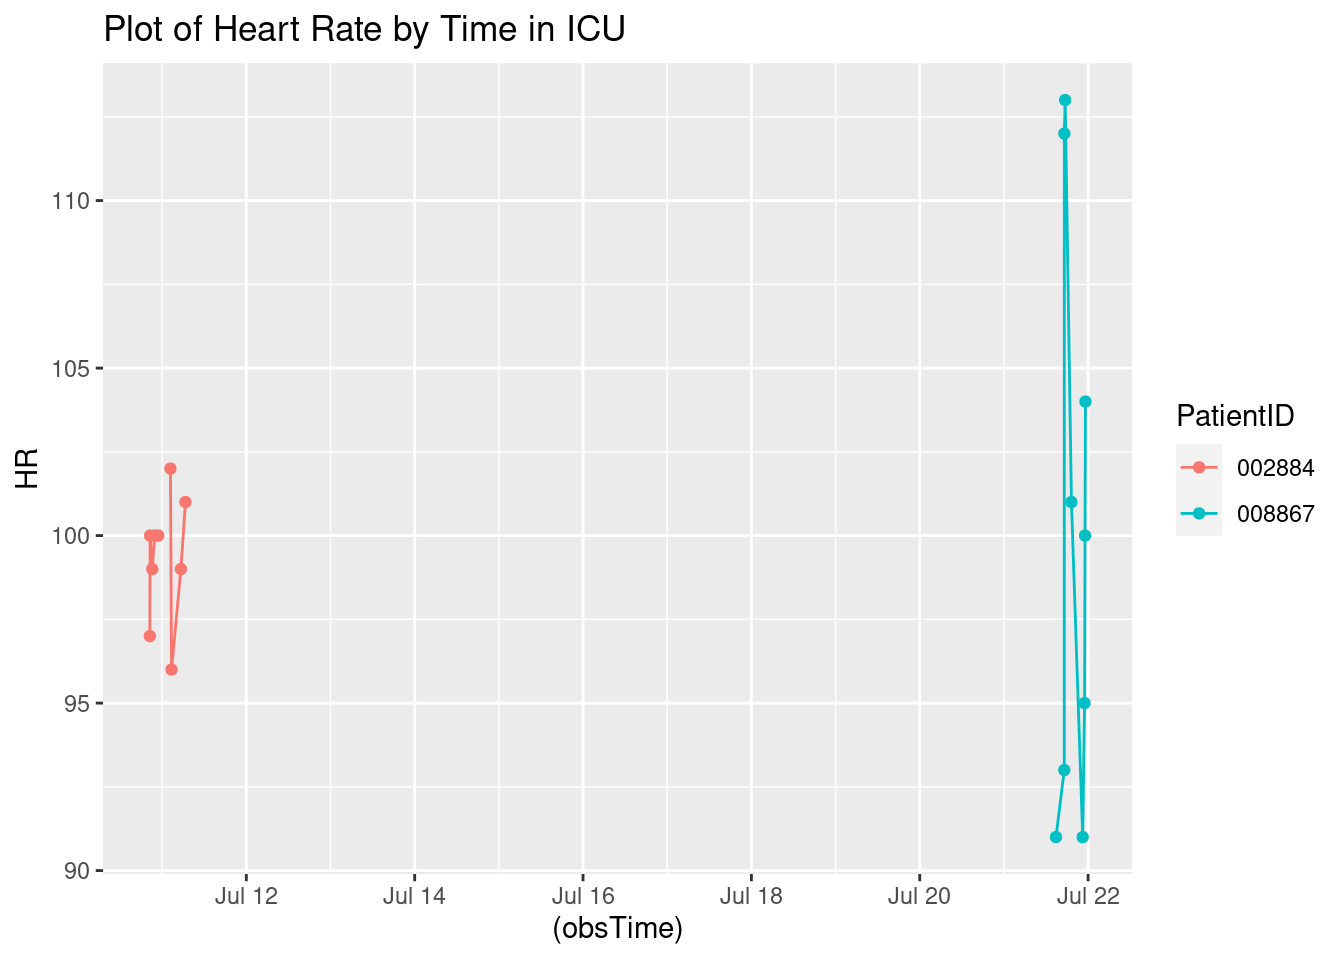 Plot of Heart Rate by Time in ICU
110
105
100
95
90
HR
Jul 12
Jul 14
Jul 16
Jul 18
Jul 20
Jul 22
(obsTime)
PatientID
002884
008867